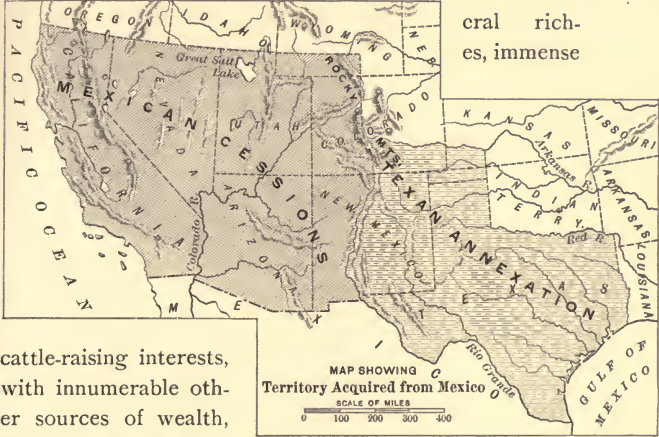 cral rich-
es, immense
OREGON
IDAHO
WYOMING
NEB
PACIFIC OCEAN
Great Salt
Lake
ROCKY MTS.
COLORADO
KANSAS
MISSOURI
MEXICAN CESSIONS
NEVADA
UTAH
CALIFORNIA
Arkansas R.
INDIAN
TERRY.
ARKANSAS
Colorado R.
ARIZONA
NEW MEXICO
TEXAN ANNEXATION
Red R.
LOUISIANA
TEXAS
MEXICO
Rio Grande
GULF OF
MEXICO
cattle-raising interests,
with innumerable oth-
er sources of wealth,
MAP SHOWING
Territory Acquired from Mexico
SCALE OF MILES
0 100 200 300 400